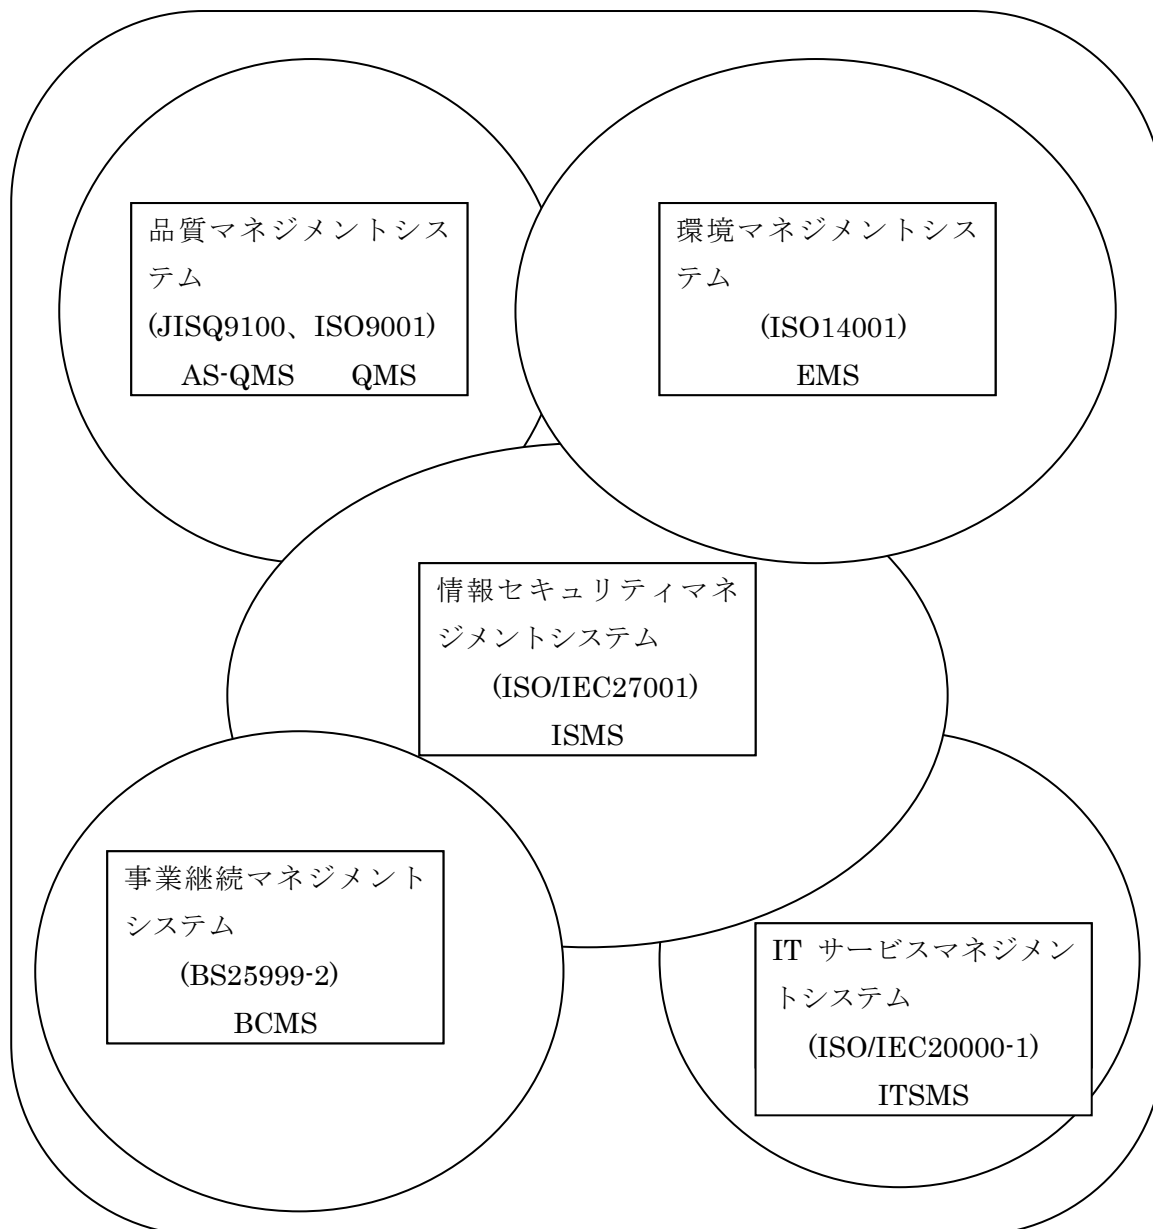 品質マネジメントシス
テム
(JISQ9100、ISO9001)
AS-QMS QMS
環境マネジメントシス
テム
(ISO14001)
EMS
情報セキュリティマネ
ジメントシステム
(ISO/IEC27001)
ISMS
事業継続マネジメント
システム
(BS25999-2)
BCMS
IT サービスマネジメン
トシステム
(ISO/IEC20000-1)
ITSMS